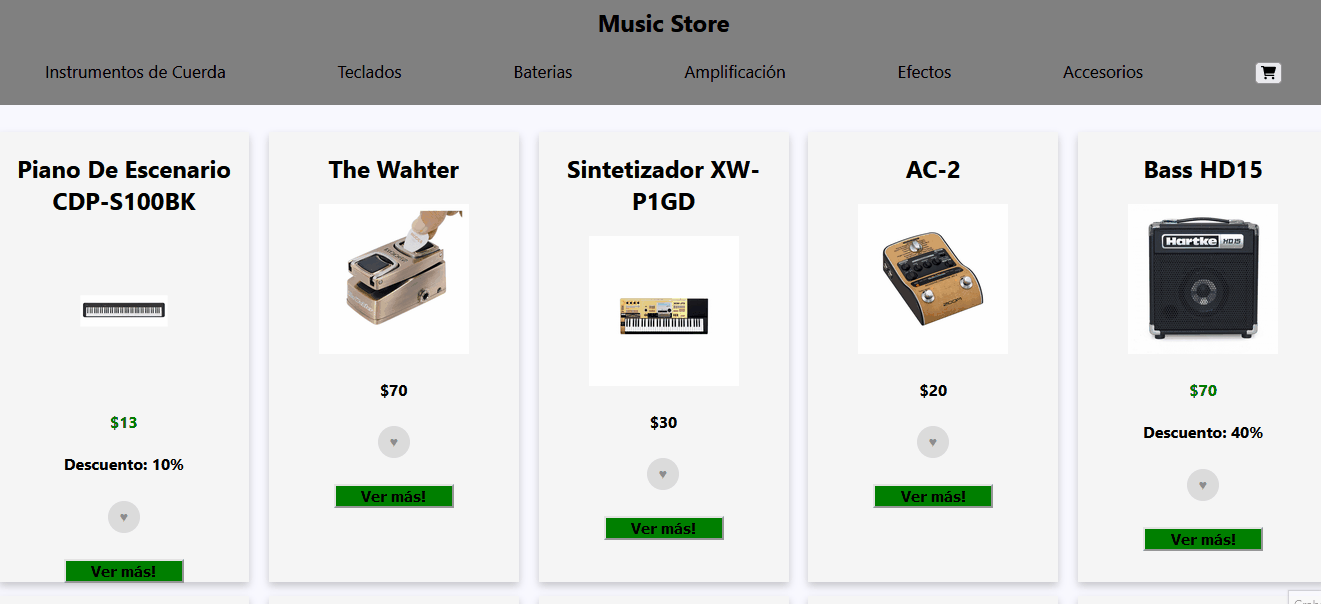 Music Store
Instrumentos de Cuerda
Teclados
Baterias
Amplificación
Efectos
Accesorios
Piano De Escenario
CDP-S100BK
$13
Descuento: 10%
Ver más!
The Wahter
$70
Ver más!
Sintetizador XW-
P1GD
$30
Ver más!
AC-2
ZOOM
$20
Ver más!
Bass HD15
Hartke HD15
$70
Descuento: 40%
Ver más!